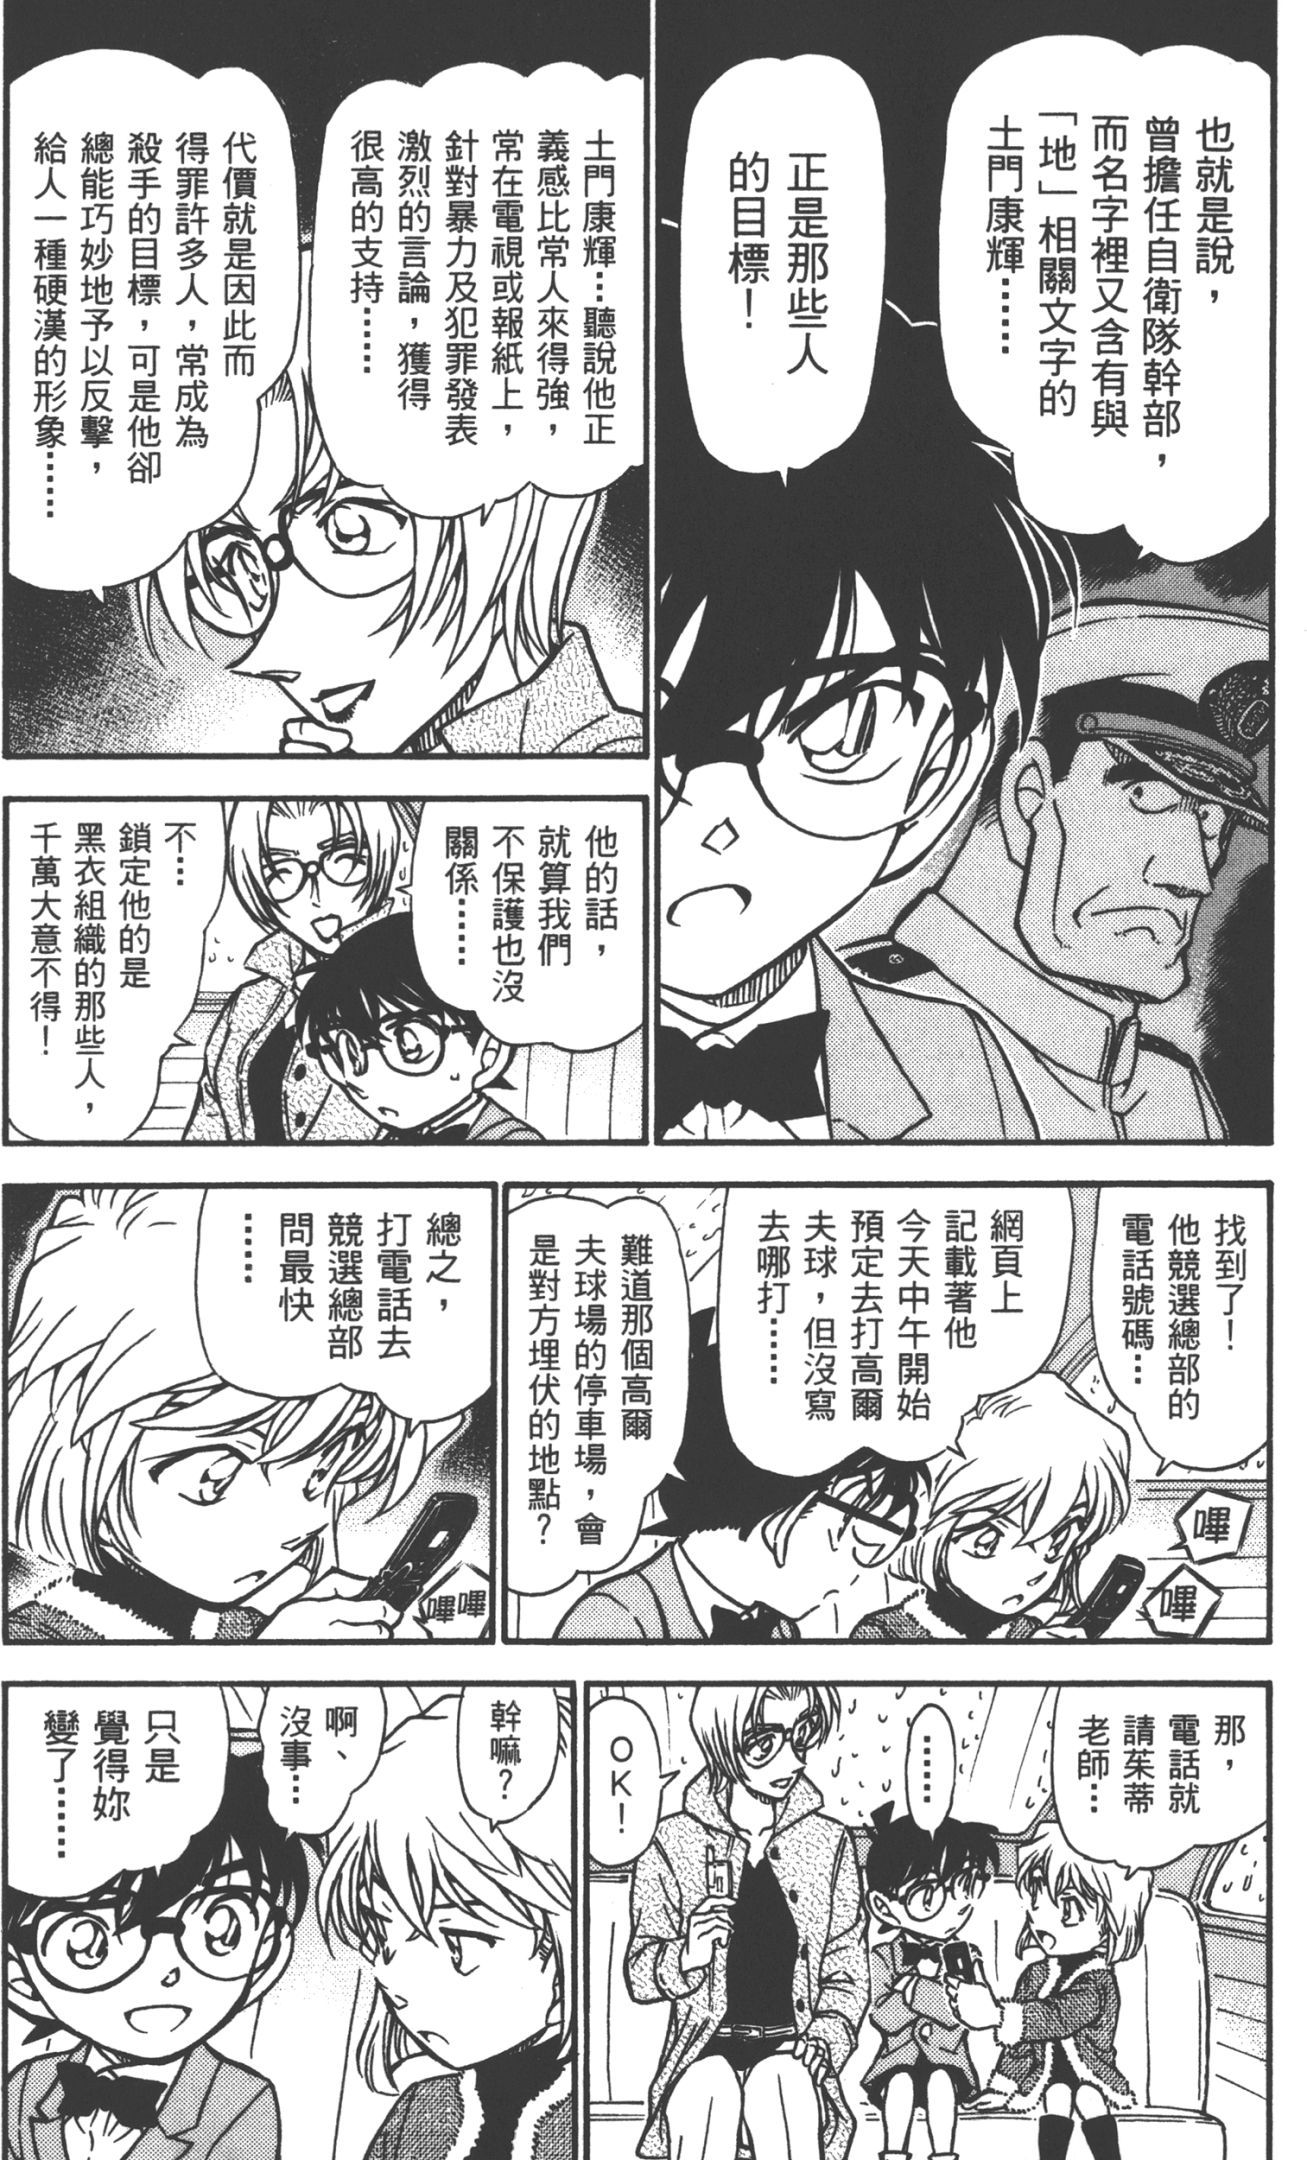 也就是說，
曾擔任自衛隊幹部，
而名字裡又含有與
「地」相關文字的
土門康輝……
正是那些人
的目標！
土門康輝…聽說他正
義感比常人來得強，
常在電視或報紙上，
針對暴力及犯罪發表
激烈的言論，獲得
很高的支持……
代價就是因此而
得罪許多人，常成為
殺手的目標，可是他卻
總能巧妙地予以反擊，
給人一種硬漢的形象……
他的話，
就算我們
不保護也沒
關係……
不…
鎖定他的是
黑衣組織的那些人，
千萬大意不得！
找到了！
他競選總部的
電話號碼…
網頁上
記載著他
今天中午開始
預定去打高爾
夫球，但沒寫
去哪打……
難道那個高爾
夫球場的停車場，會
是對方埋伏的地點？
嗶
嗶
總之，
打電話去
競選總部
問最快
……
嗶嗶
那，
電話就
請茱蒂
老師…
……
OK！
幹嘛？
啊、
沒事…
只是
覺得妳
變了……